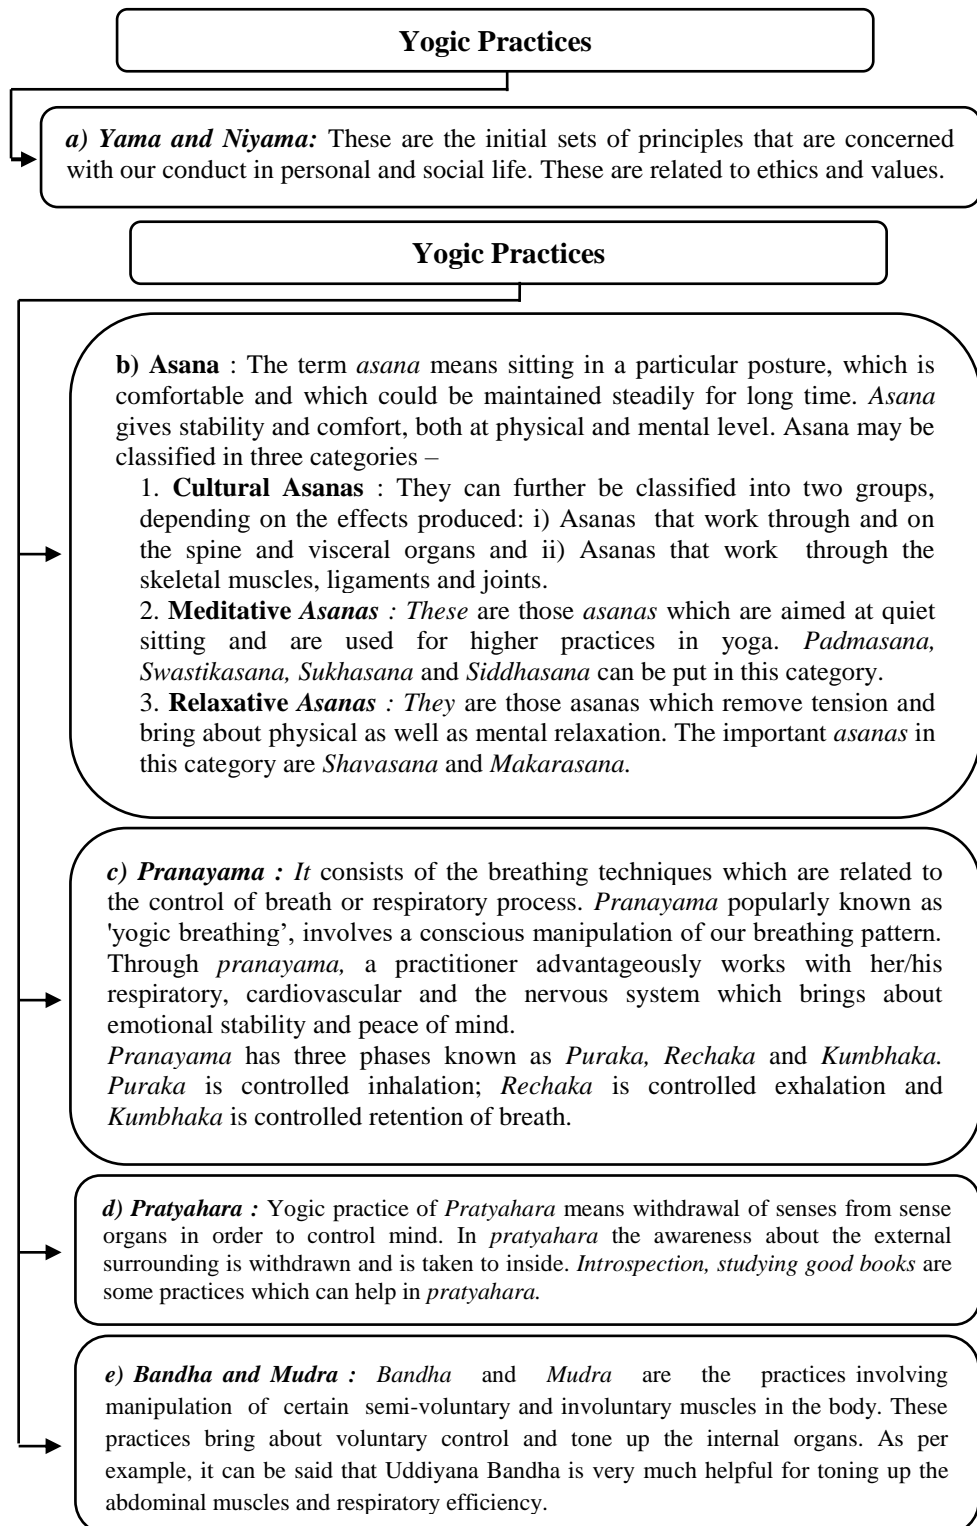 Yogic Practices
a) Yama and Niyama: These are the initial sets of principles that are concerned
with our conduct in personal and social life. These are related to ethics and values.
Yogic Practices
b) Asana : The term asana means sitting in a particular posture, which is
comfortable and which could be maintained steadily for long time. Asana
gives stability and comfort, both at physical and mental level. Asana may be
classified in three categories –
1. Cultural Asanas : They can further be classified into two groups,
depending on the effects produced: i) Asanas that work through and on
the spine and visceral organs and ii) Asanas that work through the
skeletal muscles, ligaments and joints.
2. Meditative Asanas : These are those asanas which are aimed at quiet
sitting and are used for higher practices in yoga. Padmasana,
Swastikasana, Sukhasana and Siddhasana can be put in this category.
3. Relaxative Asanas : They are those asanas which remove tension and
bring about physical as well as mental relaxation. The important asanas in
this category are Shavasana and Makarasana.
c) Pranayama : It consists of the breathing techniques which are related to
the control of breath or respiratory process. Pranayama popularly known as
'yogic breathing’, involves a conscious manipulation of our breathing pattern.
Through pranayama, a practitioner advantageously works with her/his
respiratory, cardiovascular and the nervous system which brings about
emotional stability and peace of mind.
Pranayama has three phases known as Puraka, Rechaka and Kumbhaka.
Puraka is controlled inhalation; Rechaka is controlled exhalation and
Kumbhaka is controlled retention of breath.
d) Pratyahara : Yogic practice of Pratyahara means withdrawal of senses from sense
organs in order to control mind. In pratyahara the awareness about the external
surrounding is withdrawn and is taken to inside. Introspection, studying good books are
some practices which can help in pratyahara.
e) Bandha and Mudra : Bandha and Mudra are the practices involving
manipulation of certain semi-voluntary and involuntary muscles in the body. These
practices bring about voluntary control and tone up the internal organs. As per
example, it can be said that Uddiyana Bandha is very much helpful for toning up the
abdominal muscles and respiratory efficiency.